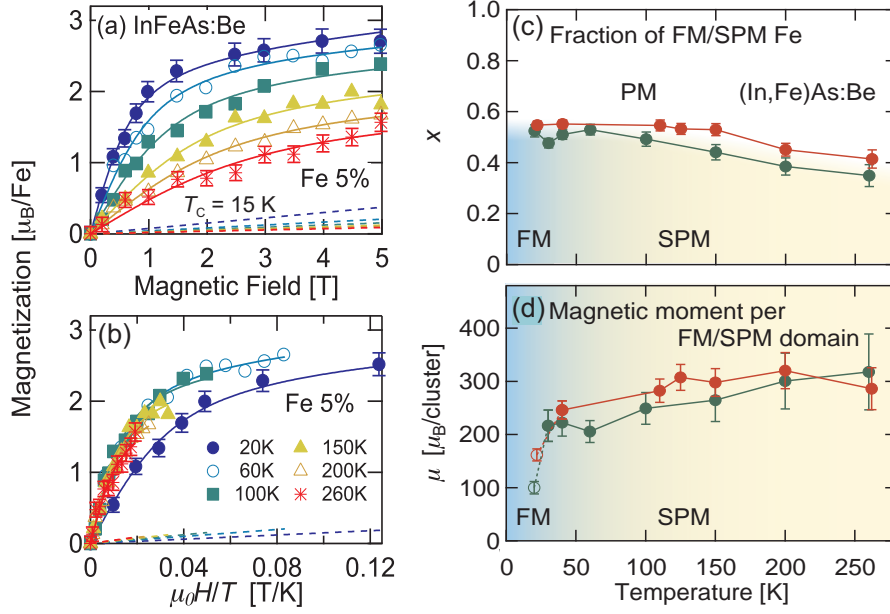 (a) InFeAs:Be
3
2
1
0
Fe 5%
T_C = 15 K
0 1 2 3 4 5
Magnetic Field [T]
Magnetization [μ_B/Fe]
(b)
3
2
1
0
Fe 5%
20K 150K
60K 200K
100K 260K
0 0.04 0.08 0.12
μ_0H/T [T/K]
(c) Fraction of FM/SPM Fe
1.0
0.8
0.6
0.4
0.2
0
x
PM (In,Fe)As:Be
FM SPM
(d) Magnetic moment per
FM/SPM domain
400
300
200
100
0
μ [μ_B/cluster]
FM SPM
0 50 100 150 200 250
Temperature [K]